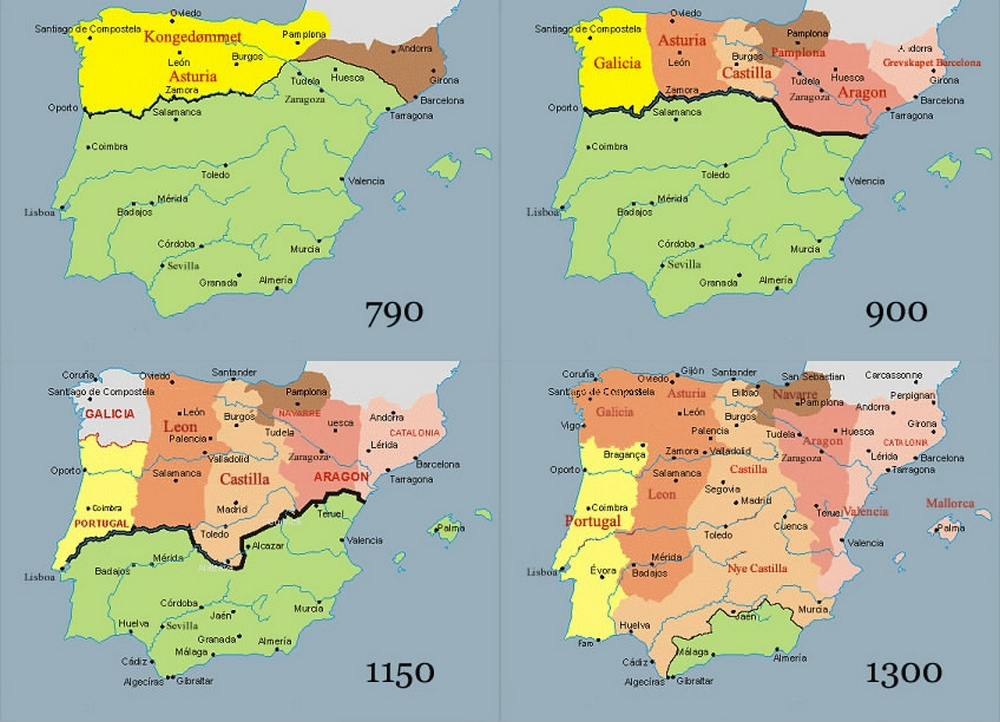 Oviedo
Santiago de Compostela
Kongedømmet
Pamplona
Andorra
León
Burgos
Asturia
Tudela
Huesca
Girona
Zamora
Zaragoza
Barcelona
Oporto
Salamanca
Tarragona
Coimbra
Toledo
Valencia
Mérida
Lisboa
Badajos
Córdoba
Murcia
Sevilla
Granada
Almería
790
Oviedo
Santiago de Compostela
Pamplona
Asturia
Pamplona
Andorra
Galicia
León
Burgos
Grevskapet Barcelona
Castilla
Tudela
Huesca
Girona
Zamora
Zaragoza
Aragon
Barcelona
Oporto
Salamanca
Tarragona
Coimbra
Toledo
Valencia
Mérida
Lisboa
Badajos
Córdoba
Murcia
Sevilla
Granada
Almería
900
Coruña
Oviedo
Santander
Santiago de Compostela
Pamplona
GALICIA
León
Burgos
NAVARRE
Andorra
Leon
Tudela
uesca
CATALONIA
Palencia
Lérida
Valladolid
Zaragoza
Barcelona
Oporto
Salamanca
Castilla
ARAGON
Tarragona
Coimbra
Madrid
Teruel
PORTUGAL
Toledo
Palma
Alcazar
Valencia
Mérida
Lisboa
Badajos
Córdoba
Murcia
Huelva
Sevilla
Jaén
Granada
Almería
Málaga
Cádiz
Algeciras
Gibraltar
1150
Coruña
Oviedo
Gijón
Santander
San Sebastian
Carcassonne
Santiago de Compostela
Asturia
Bilbao
Navarre
Perpignan
Galicia
León
Burgos
Pamplona
Andorra
Vigo
Palencia
Tudela
Huesca
Girona
Bragança
Zamora
Valladolid
Aragon
CATALONIA
Zaragoza
Lérida
Barcelona
Oporto
Salamanca
Castilla
Tarragona
Leon
Segovia
Coimbra
Madrid
Teruel
Valencia
Mallorca
Portugal
Cuenca
Palma
Toledo
Valencia
Mérida
Nye Castilla
Lisboa
Évora
Badajos
Murcia
Huelva
Jaén
Faro
Málaga
Almería
Cádiz
Algeciras
Gibraltar
1300